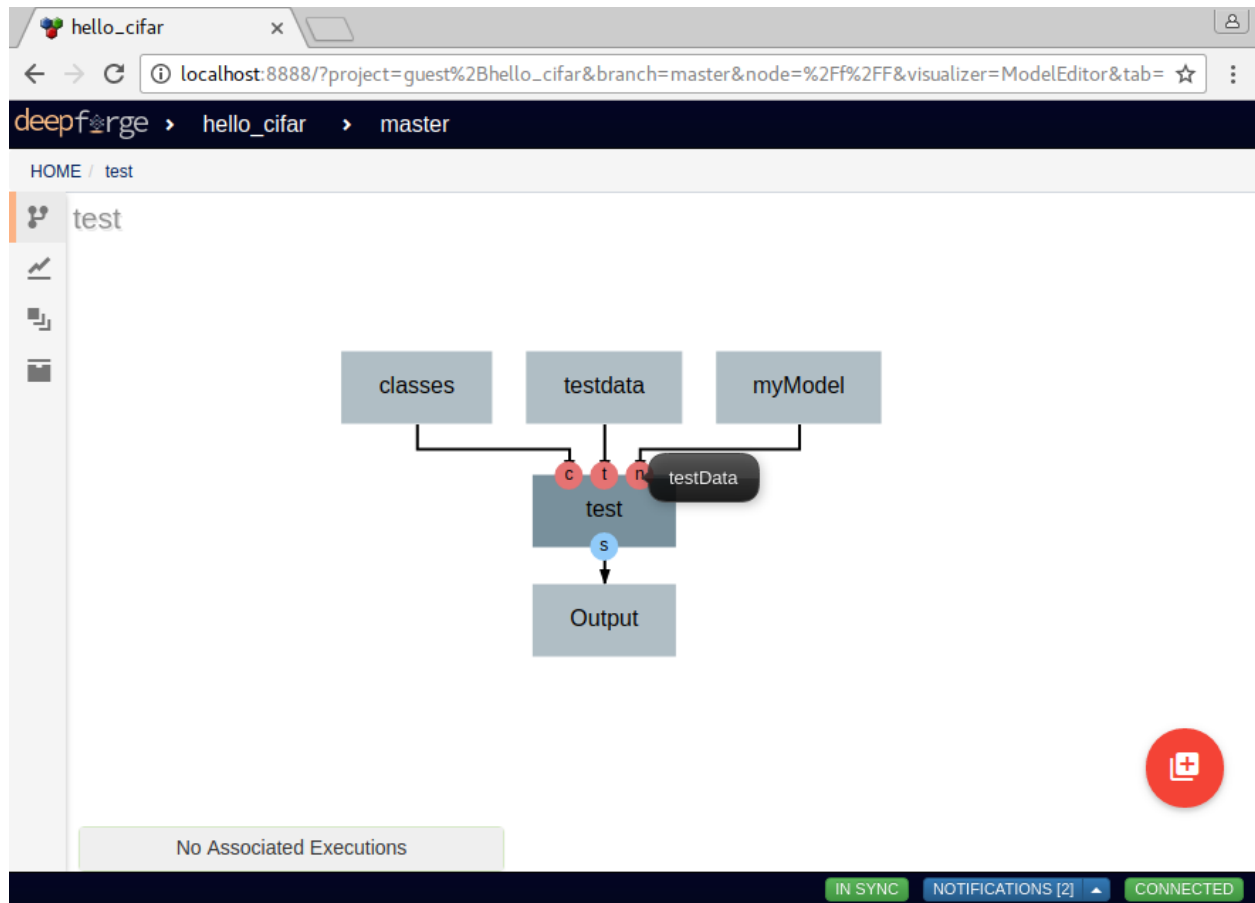 hello_cifar
localhost:8888/?project=guest%2Bhello_cifar&branch=master&node=%2Ff%2FF&visualizer=ModelEditor&tab=
deepforge > hello_cifar > master
HOME / test
test
classes testdata myModel
c t n testData
test
s
Output
No Associated Executions
IN SYNC NOTIFICATIONS [2] CONNECTED